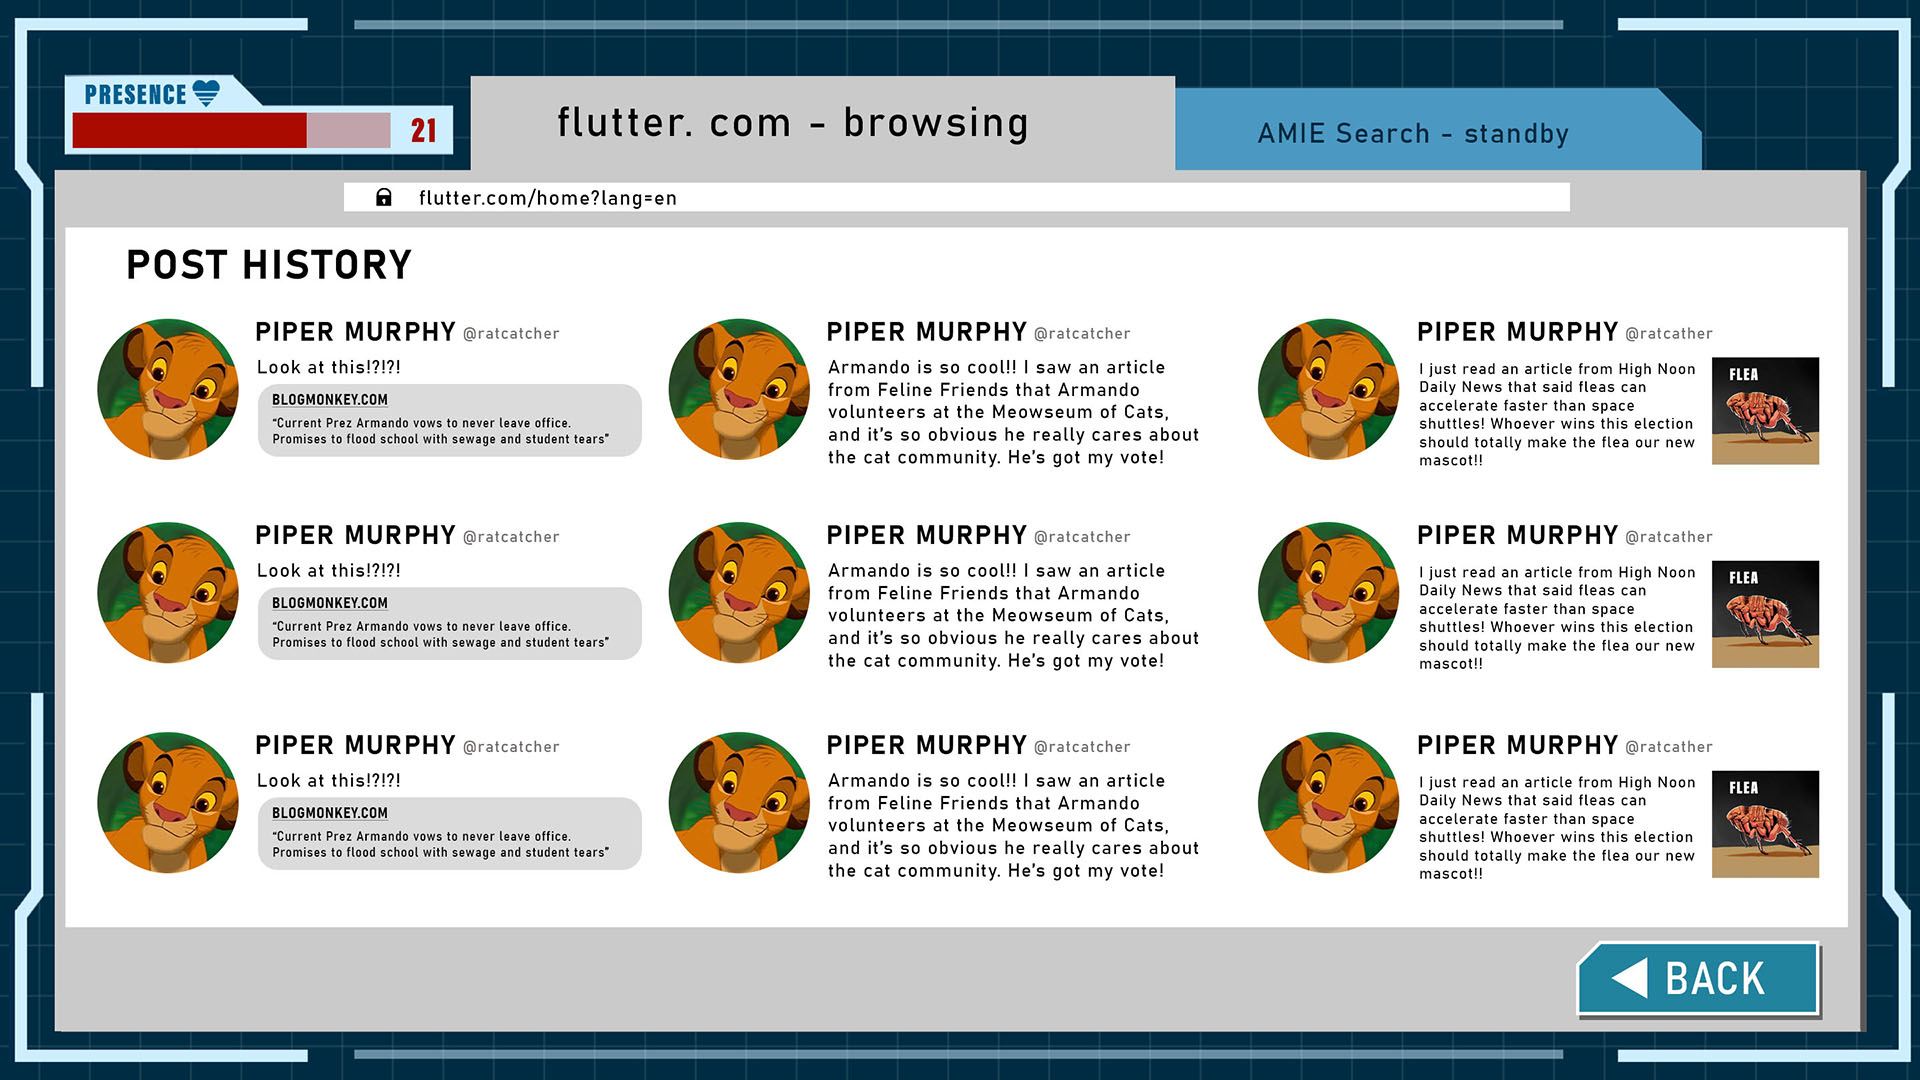 PRESENCE
21
flutter. com - browsing
AMIE Search - standby
flutter.com/home?lang=en
POST HISTORY
PIPER MURPHY @ratcatcher
Look at this!?!?!
BLOGMONKEY.COM
“Current Prez Armando vows to never leave office.
Promises to flood school with sewage and student tears”
PIPER MURPHY @ratcatcher
Armando is so cool!! I saw an article
from Feline Friends that Armando
volunteers at the Meowseum of Cats,
and it’s so obvious he really cares about
the cat community. He’s got my vote!
PIPER MURPHY @ratcather
I just read an article from High Noon
Daily News that said fleas can
accelerate faster than space
shuttles! Whoever wins this election
should totally make the flea our new
mascot!!
FLEA
PIPER MURPHY @ratcatcher
Look at this!?!?!
BLOGMONKEY.COM
“Current Prez Armando vows to never leave office.
Promises to flood school with sewage and student tears”
PIPER MURPHY @ratcatcher
Armando is so cool!! I saw an article
from Feline Friends that Armando
volunteers at the Meowseum of Cats,
and it’s so obvious he really cares about
the cat community. He’s got my vote!
PIPER MURPHY @ratcather
I just read an article from High Noon
Daily News that said fleas can
accelerate faster than space
shuttles! Whoever wins this election
should totally make the flea our new
mascot!!
FLEA
PIPER MURPHY @ratcatcher
Look at this!?!?!
BLOGMONKEY.COM
“Current Prez Armando vows to never leave office.
Promises to flood school with sewage and student tears”
PIPER MURPHY @ratcatcher
Armando is so cool!! I saw an article
from Feline Friends that Armando
volunteers at the Meowseum of Cats,
and it’s so obvious he really cares about
the cat community. He’s got my vote!
PIPER MURPHY @ratcather
I just read an article from High Noon
Daily News that said fleas can
accelerate faster than space
shuttles! Whoever wins this election
should totally make the flea our new
mascot!!
FLEA
BACK